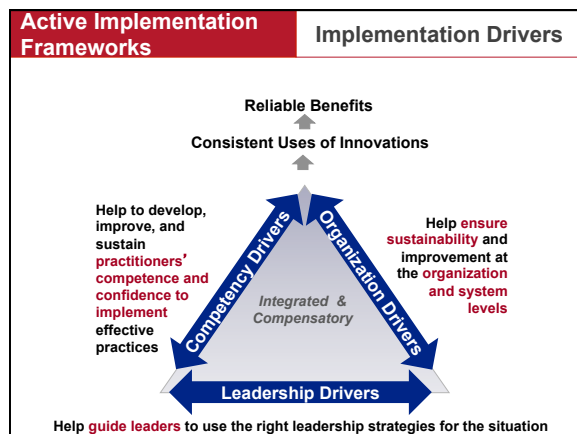 Active Implementation
Frameworks
Implementation Drivers
Reliable Benefits
Consistent Uses of Innovations
Help to develop,
improve, and
sustain
practitioners’
competence and
confidence to
implement
effective
practices
Competency Drivers
Organization Drivers
Integrated &
Compensatory
Help ensure
sustainability and
improvement at
the organization
and system
levels
Leadership Drivers
Help guide leaders to use the right leadership strategies for the situation